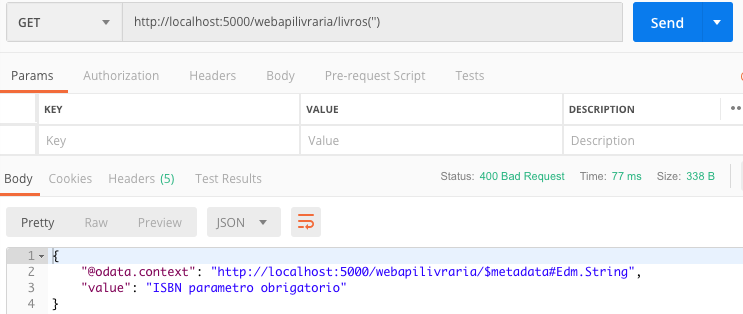 GET http://localhost:5000/webapilivraria/livros('') Send
Params Authorization Headers Body Pre-request Script Tests
KEY VALUE DESCRIPTION
Key Value Description
Body Cookies Headers (5) Test Results Status: 400 Bad Request Time: 77 ms Size: 338 B
Pretty Raw Preview JSON
1 {
2 "@odata.context": "http://localhost:5000/webapilivraria/$metadata#Edm.String",
3 "value": "ISBN parametro obrigatorio"
4 }